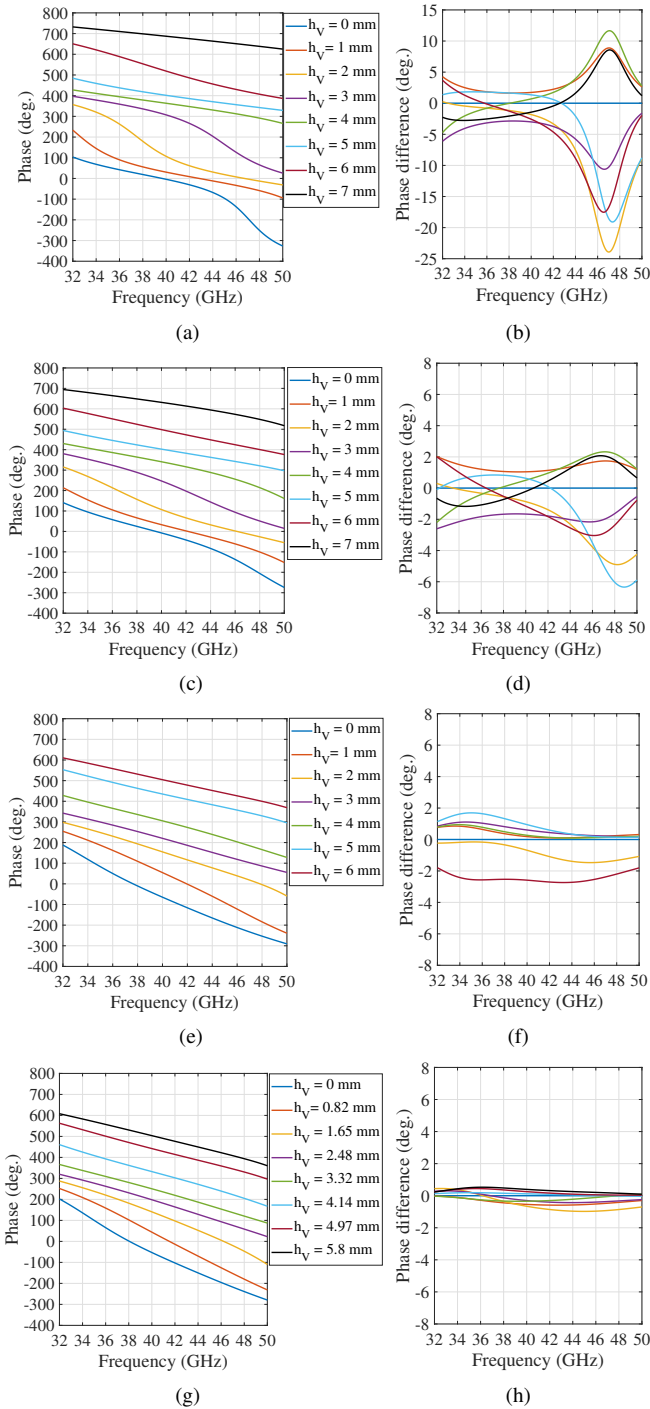 800
700
600
500
400
300
200
100
0
-100
-200
-300
-400
Phase (deg.)
32 34 36 38 40 42 44 46 48 50
Frequency (GHz)
h_V = 0 mm
h_V= 1 mm
h_V = 2 mm
h_V = 3 mm
h_V = 4 mm
h_V = 5 mm
h_V = 6 mm
h_V = 7 mm
(a)
15
10
5
0
-5
-10
-15
-20
25
Phase difference (deg.)
32 34 36 38 40 42 44 46 48 50
Frequency (GHz)
(b)
800
700
600
500
400
300
200
100
0
-100
-200
-300
-400
Phase (deg.)
32 34 36 38 40 42 44 46 48 50
Frequency (GHz)
h_V = 0 mm
h_V= 1 mm
h_V = 2 mm
h_V = 3 mm
h_V = 4 mm
h_V = 5 mm
h_V = 6 mm
h_V = 7 mm
(c)
8
6
4
2
0
-2
-4
-6
-8
Phase difference (deg.)
32 34 36 38 40 42 44 46 48 50
Frequency (GHz)
(d)
800
700
600
500
400
300
200
100
0
-100
-200
-300
-400
Phase (deg.)
32 34 36 38 40 42 44 46 48 50
Frequency (GHz)
h_V = 0 mm
h_V = 1 mm
h_V = 2 mm
h_V = 3 mm
h_V = 4 mm
h_V = 5 mm
h_V = 6 mm
(e)
8
6
4
2
0
-2
-4
-6
-8
Phase difference (deg.)
32 34 36 38 40 42 44 46 48 50
Frequency (GHz)
(f)
800
700
600
500
400
300
200
100
0
-100
-200
-300
-400
Phase (deg.)
32 34 36 38 40 42 44 46 48 50
Frequency (GHz)
h_V = 0 mm
h_V= 0.82 mm
h_V = 1.65 mm
h_V = 2.48 mm
h_V = 3.32 mm
h_V = 4.14 mm
h_V = 4.97 mm
h_V = 5.8 mm
(g)
8
6
4
2
0
-2
-4
-6
-8
Phase difference (deg.)
32 34 36 38 40 42 44 46 48 50
Frequency (GHz)
(h)